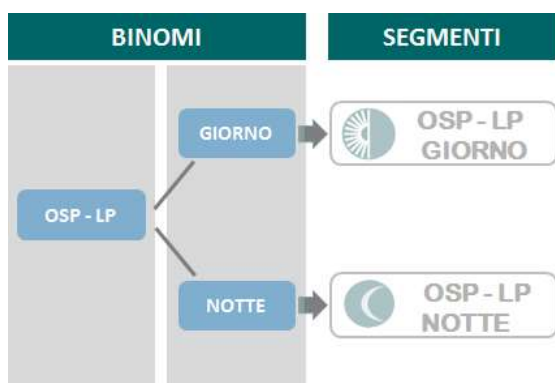 BINOMI
SEGMENTI
GIORNO
OSP - LP
GIORNO
OSP - LP
NOTTE
OSP - LP
NOTTE